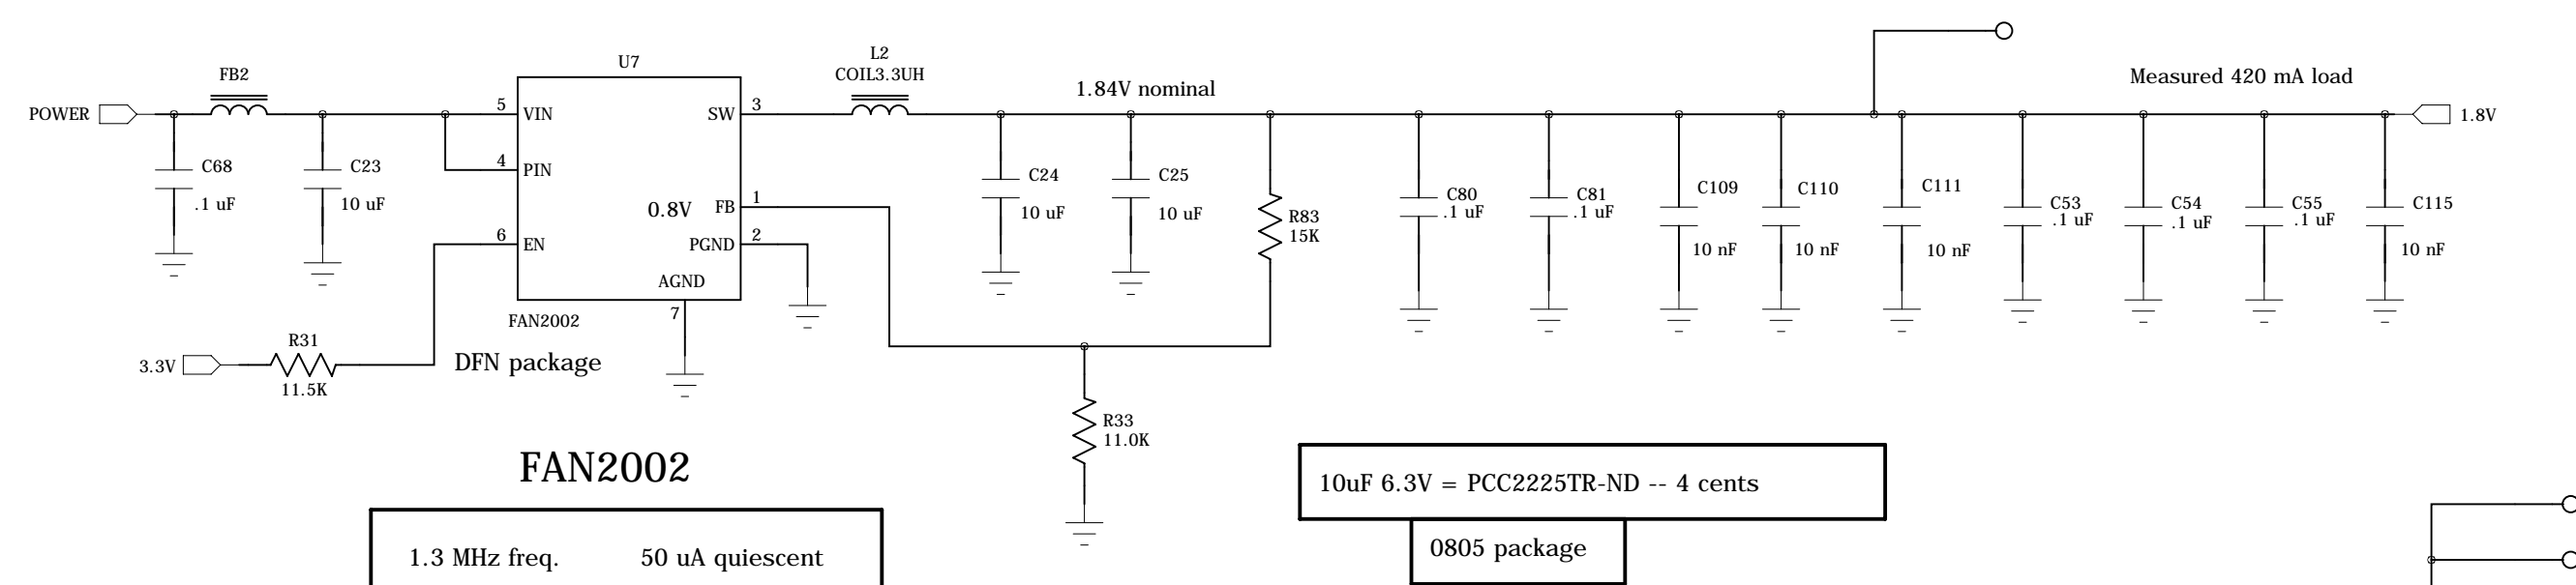 POWER
FB2
C68
.1 uF
C23
10 uF
U7
5
VIN
4
PIN
6
EN
SW
3
0.8V
FB
1
PGND
2
AGND
7
FAN2002
DFN package
3.3V
R31
11.5K
L2
COIL3.3UH
1.84V nominal
C24
10 uF
C25
10 uF
R83
15K
R33
11.0K
C80
.1 uF
C81
.1 uF
C109
10 nF
C110
10 nF
C111
10 nF
Measured 420 mA load
C53
.1 uF
C54
.1 uF
C55
.1 uF
C115
10 nF
1.8V
FAN2002
1.3 MHz freq. 50 uA quiescent
10uF 6.3V = PCC2225TR-ND -- 4 cents
0805 package